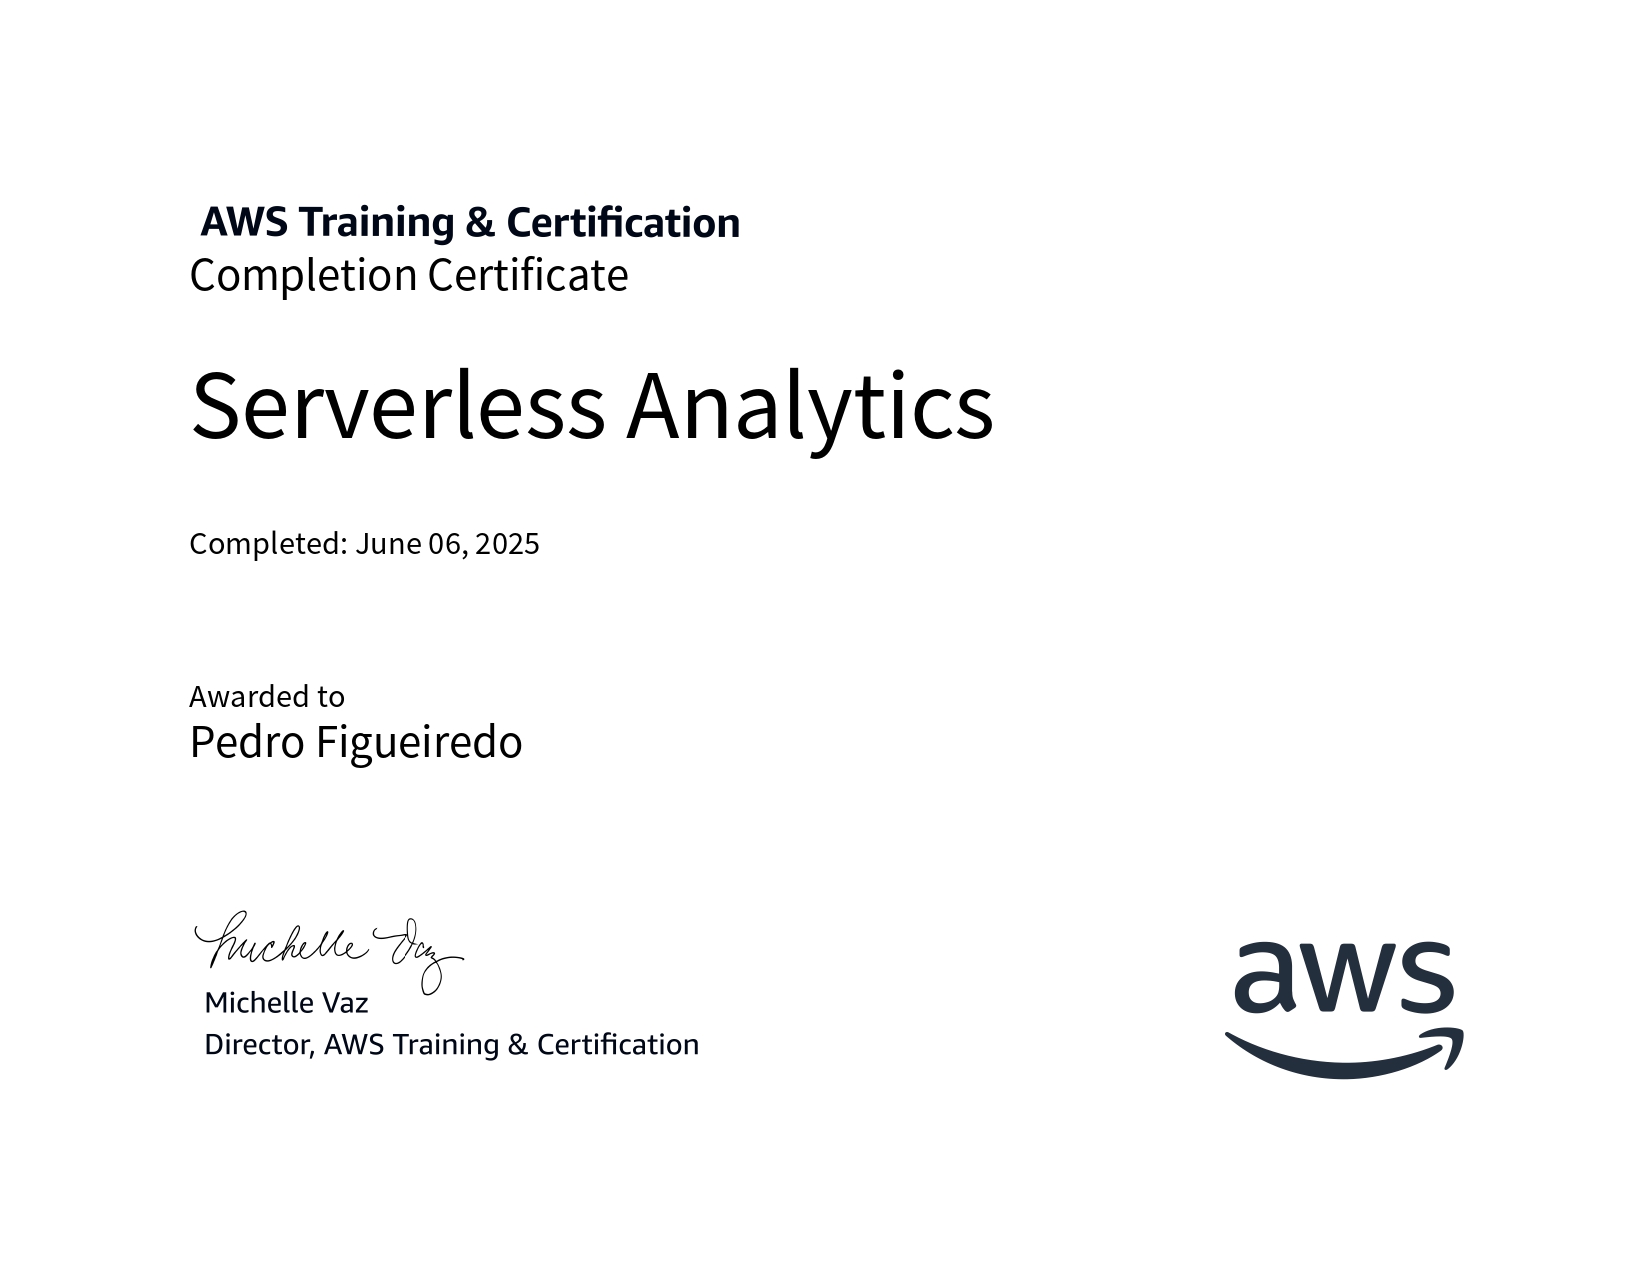 AWS Training & Certification
Completion Certificate
Serverless Analytics
Completed: June 06, 2025
Awarded to
Pedro Figueiredo
Michelle Vaz
Michelle Vaz
Director, AWS Training & Certification
aws